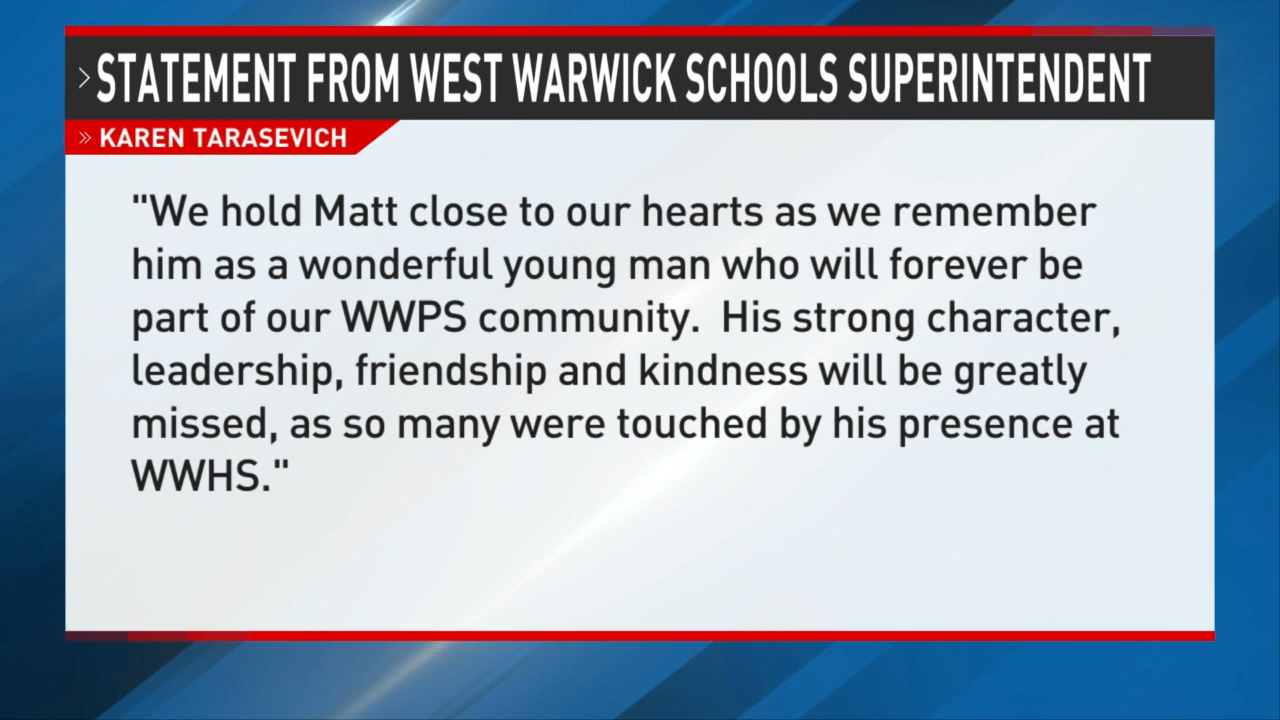 > STATEMENT FROM WEST WARWICK SCHOOLS SUPERINTENDENT
» KAREN TARASEVICH
"We hold Matt close to our hearts as we remember
him as a wonderful young man who will forever be
part of our WWPS community.  His strong character,
leadership, friendship and kindness will be greatly
missed, as so many were touched by his presence at
WWHS."